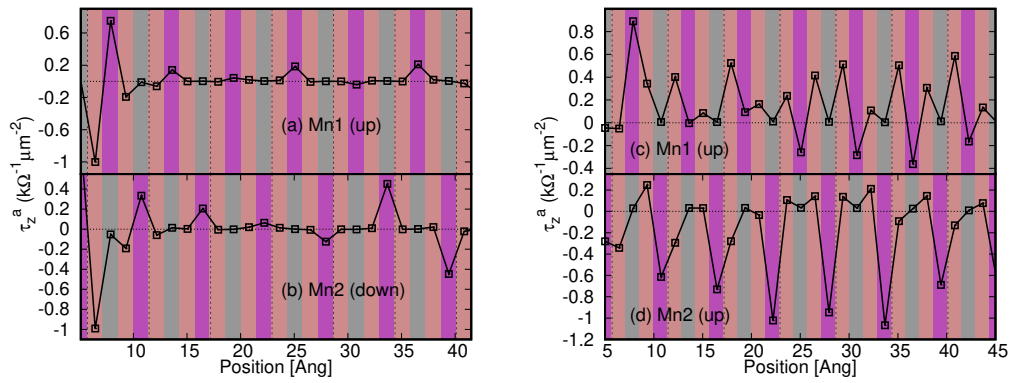 0.6
0.2
-0.2
-0.6
-1
(a) Mn1 (up)
0.4
0.2
0
-0.2
-0.4
-0.6
-0.8
-1
(b) Mn2 (down)
10 15 20 25 30 35 40
Position [Ang]
τz^a (kΩ^-1 μm^-2)
0.8
0.6
0.4
0.2
0
-0.2
-0.4
(c) Mn1 (up)
0.2
0
-0.2
-0.4
-0.6
-0.8
-1
-1.2
(d) Mn2 (up)
5 10 15 20 25 30 35 40 45
Position [Ang]
τz^a (kΩ^-1 μm^-2)